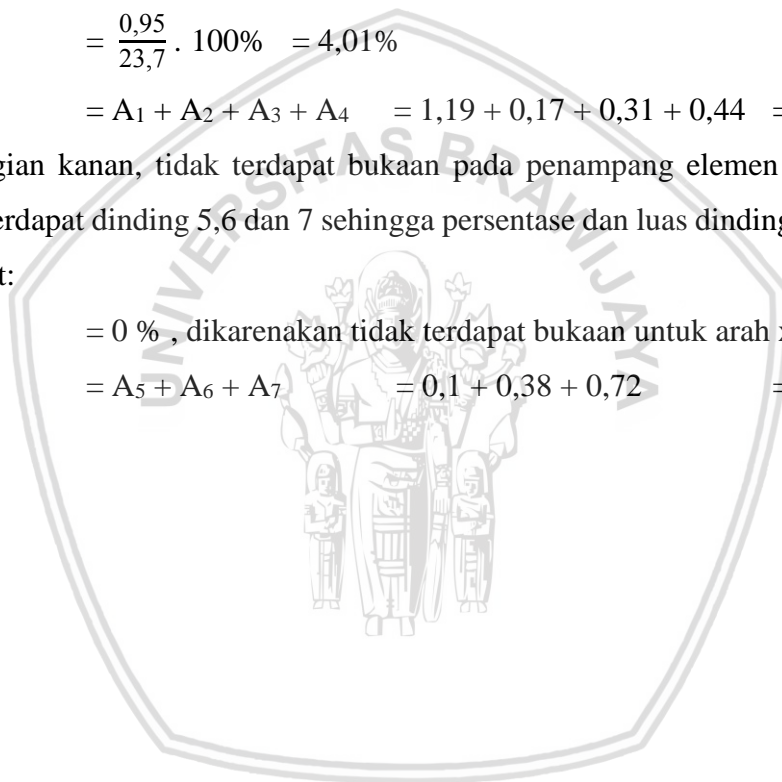 = 0,95/23,7 . 100% = 4,01%
= A₁ + A₂ + A₃ + A₄ = 1,19 + 0,17 + 0,31 + 0,44 =
gian kanan, tidak terdapat bukaan pada penampang elemen
erdapat dinding 5,6 dan 7 sehingga persentase dan luas dinding
t:
= 0 % , dikarenakan tidak terdapat bukaan untuk arah x
= A₅ + A₆ + A₇ = 0,1 + 0,38 + 0,72 =
UNIVERSITAS BRAWIJAYA